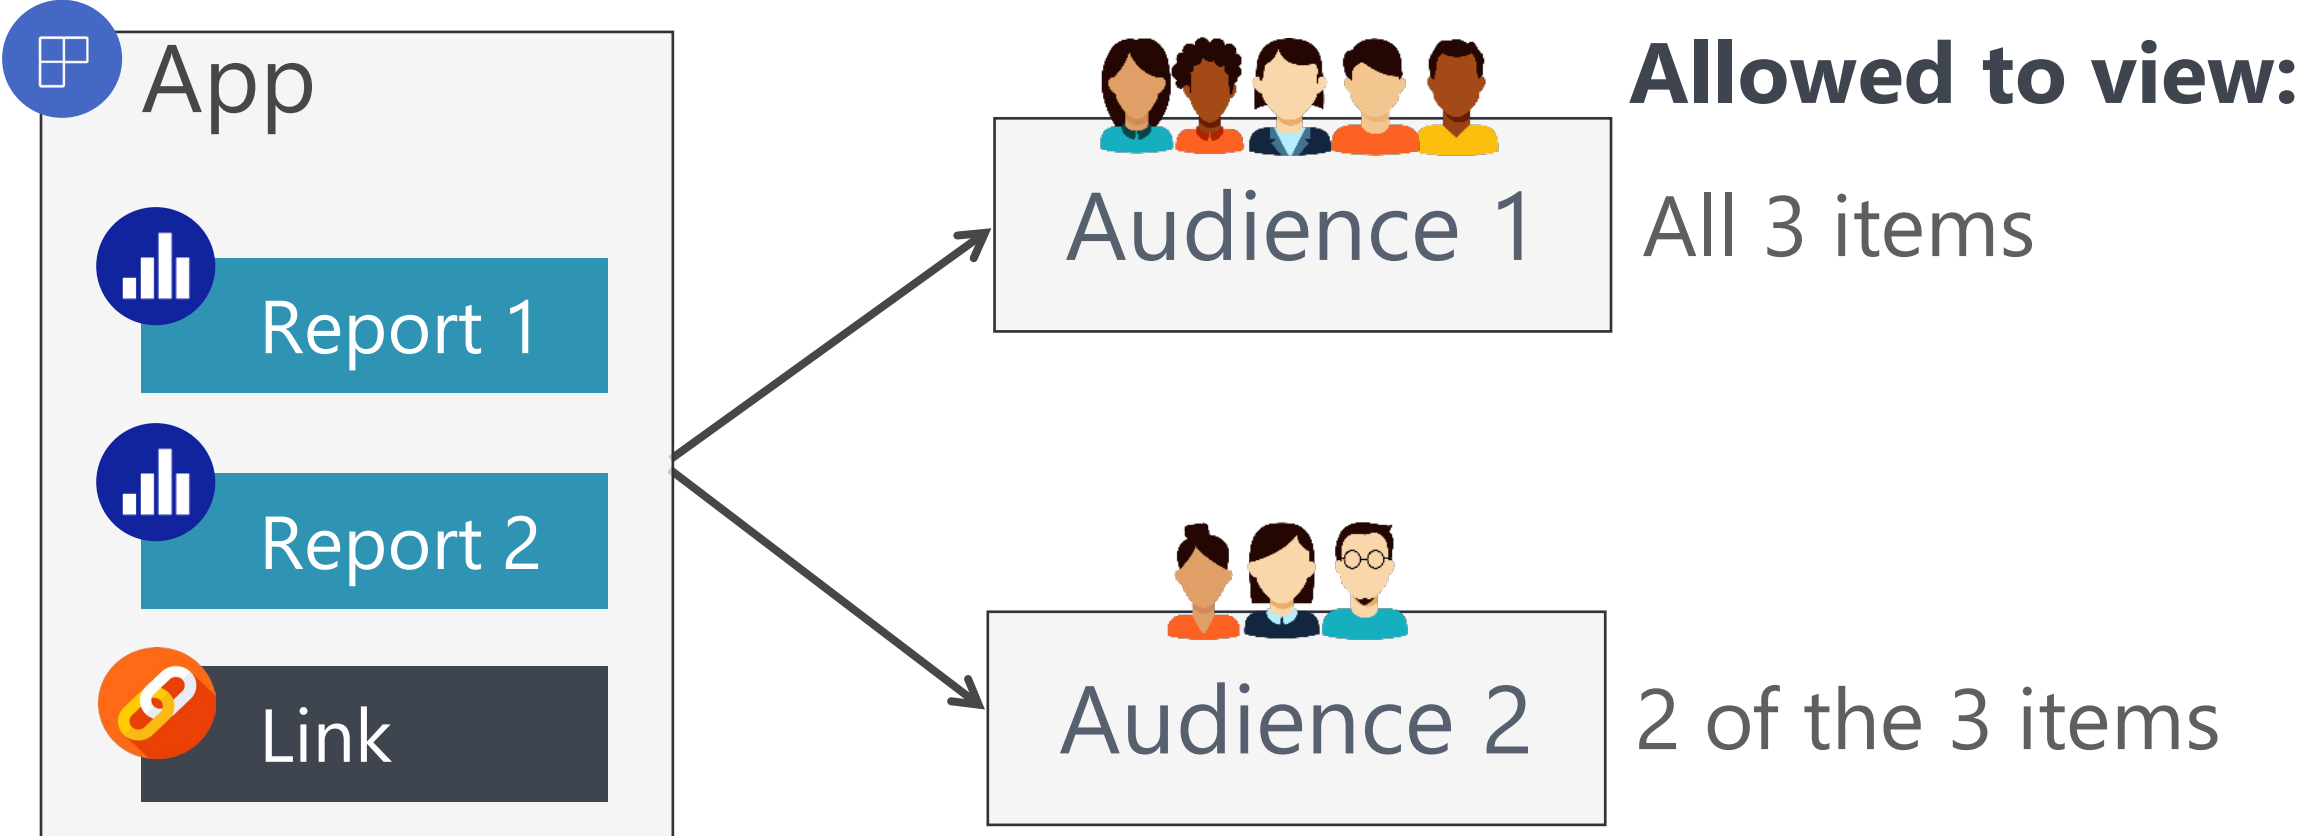 App
Report 1
Report 2
Link
Audience 1
Audience 2
Allowed to view:
All 3 items
2 of the 3 items